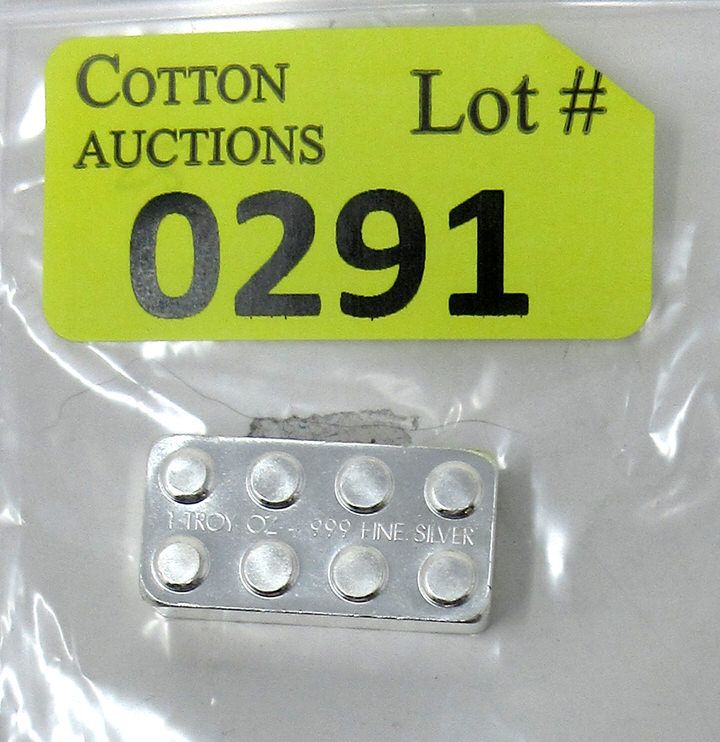 COTTON
AUCTIONS
Lot #
0291
1 TROY OZ. .999 FINE SILVER